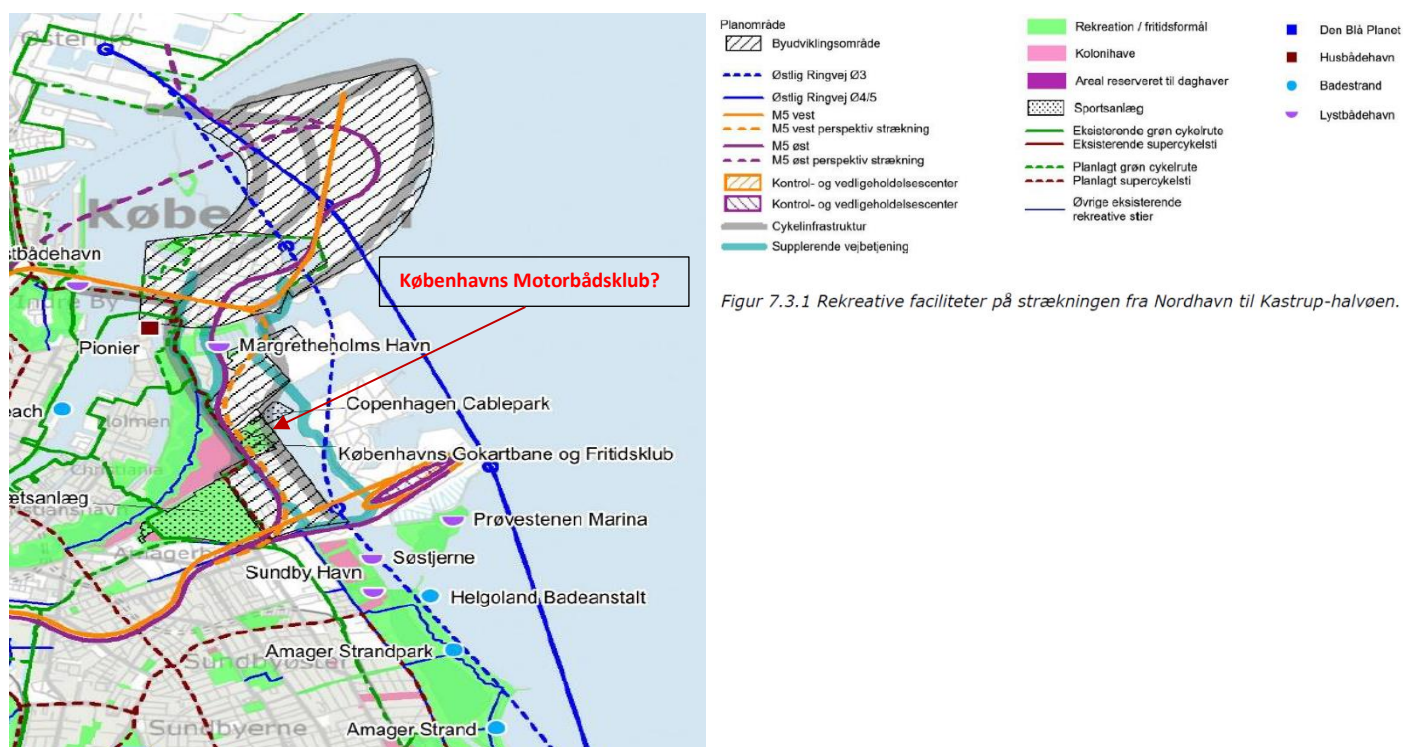 Østerbro
Købe
n
stbådehavn
Københavns Motorbådsklub?
Indre By
Pionier
Margretheholms Havn
each
Holmen
Copenhagen Cablepark
Christiania
Københavns Gokartbane og Fritidsklub
ætsanlæg
ristianshavn
Prøvestenen Marina
Amagerbr
Søstjerne
Sundby Havn
Helgoland Badeanstalt
Amager Strandpark
Sundbyøster
Sundbyerne
Amager Strand
Planområde
Byudviklingsområde
Østlig Ringvej Ø3
Østlig Ringvej Ø4/5
M5 vest
M5 vest perspektiv strækning
M5 øst
M5 øst perspektiv strækning
Kontrol- og vedligeholdelsescenter
Kontrol- og vedligeholdelsescenter
Cykelinfrastruktur
Supplerende vejbetjening
Rekreation / fritidsformål
Kolonihave
Areal reserveret til daghaver
Sportsanlæg
Eksisterende grøn cykelrute
Eksisterende supercykelsti
Planlagt grøn cykelrute
Planlagt supercykelsti
Øvrige eksisterende
rekreative stier
Den Blå Planet
Husbådehavn
Badestrand
Lystbådehavn
Figur 7.3.1 Rekreative faciliteter på strækningen fra Nordhavn til Kastrup-halvøen.